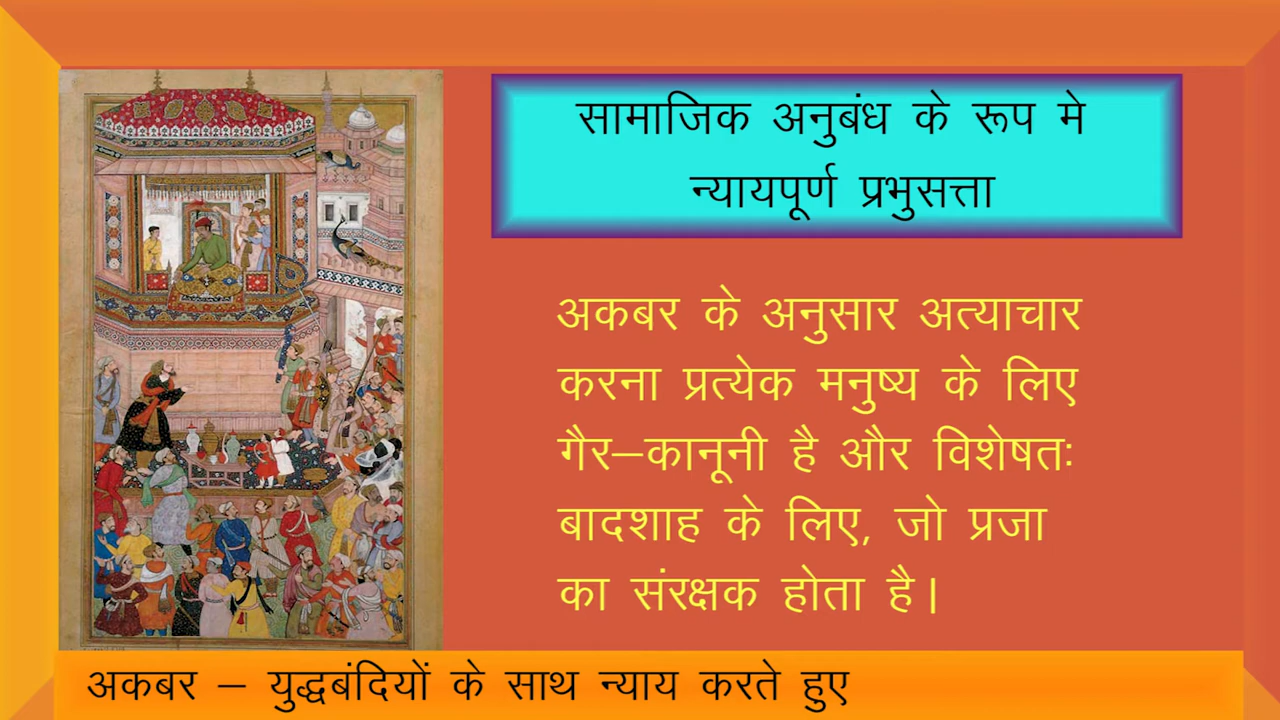 सामाजिक अनुबंध के रूप मे
न्यायपूर्ण प्रभुसत्ता
अकबर के अनुसार अत्याचार
करना प्रत्येक मनुष्य के लिए
गैर–कानूनी है और विशेषतः
बादशाह के लिए, जो प्रजा
का संरक्षक होता है।
अकबर – युद्धबंदियों के साथ न्याय करते हुए